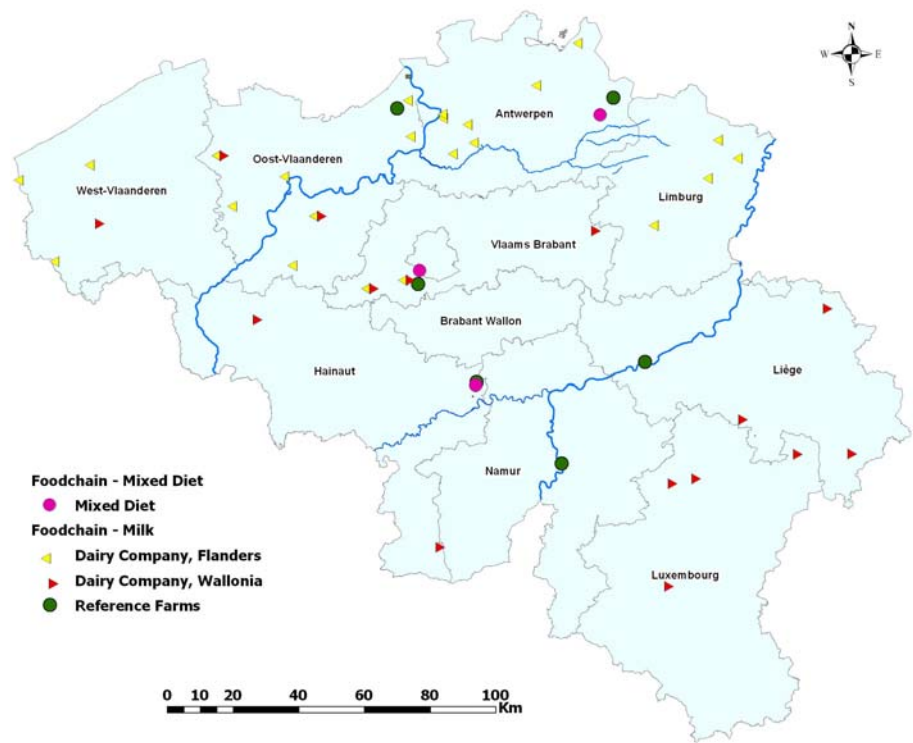 N
W E
S
Antwerpen
Oost-Vlaanderen
West-Vlaanderen
Limburg
Vlaams Brabant
Brabant Wallon
Hainaut
Liège
Namur
Luxembourg
Foodchain - Mixed Diet
Mixed Diet
Foodchain - Milk
Dairy Company, Flanders
Dairy Company, Wallonia
Reference Farms
0 5 10 20 40 60 80 100
Km